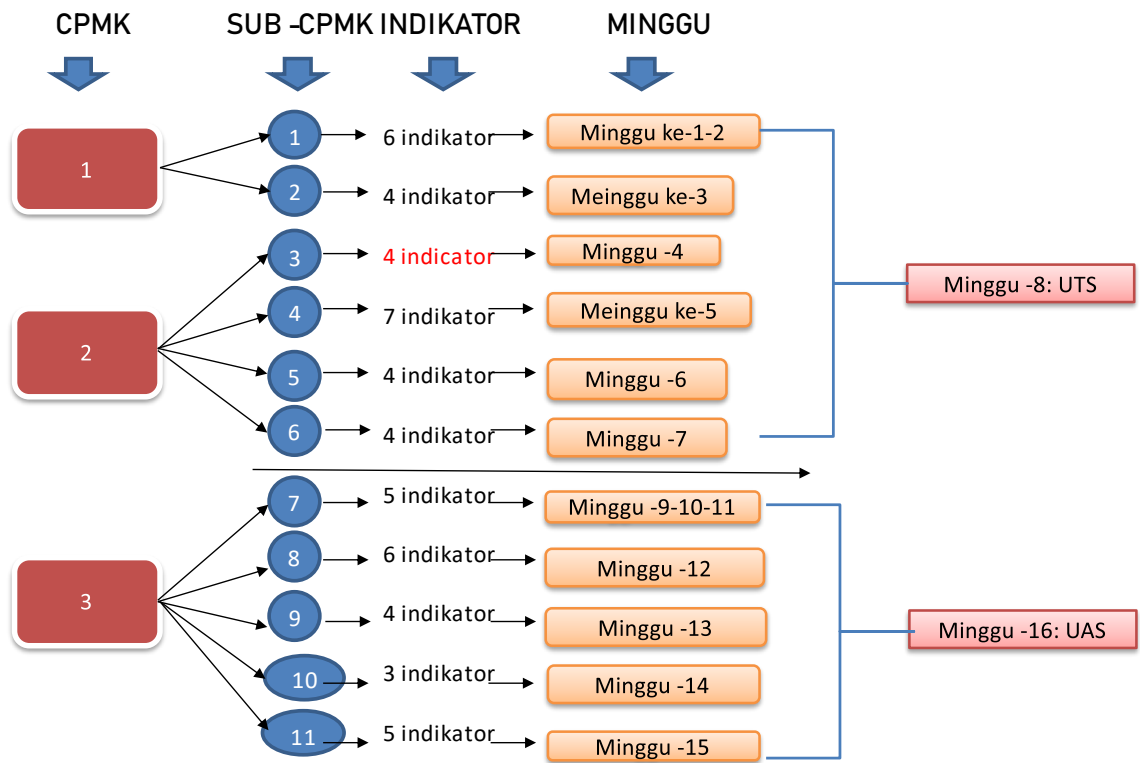 CPMK SUB -CPMK INDIKATOR MINGGU
1 1 6 indikator Minggu ke-1-2
2 4 indikator Meinggu ke-3
2 3 4 indicator Minggu -4
4 7 indikator Meinggu ke-5
5 4 indikator Minggu -6
6 4 indikator Minggu -7
Minggu -8: UTS
3 7 5 indikator Minggu -9-10-11
8 6 indikator Minggu -12
9 4 indikator Minggu -13
10 3 indikator Minggu -14
11 5 indikator Minggu -15
Minggu -16: UAS